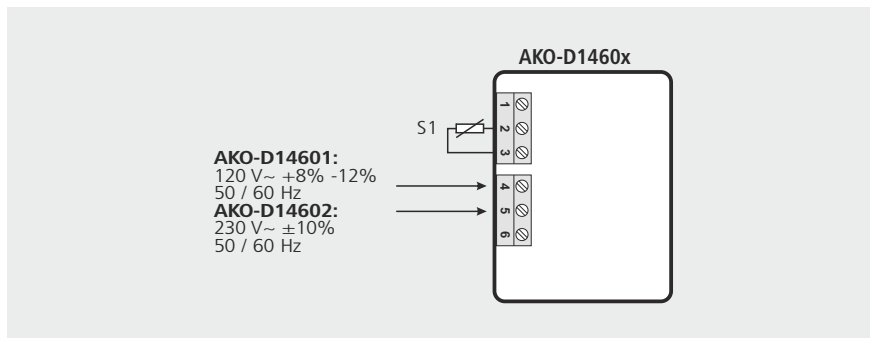 AKO-D1460x
1
2
3
S1
AKO-D14601:
120 V~ +8% -12%
50 / 60 Hz
AKO-D14602:
230 V~ ±10%
50 / 60 Hz
4
5
6